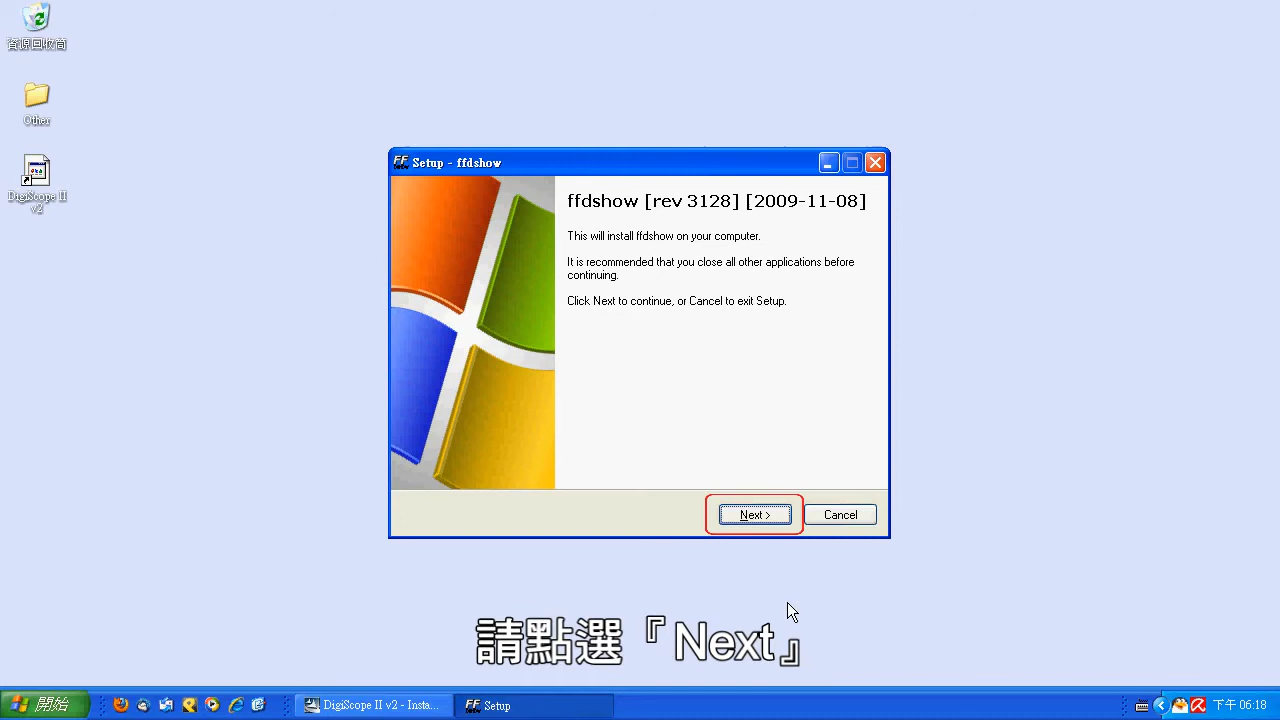 資源回收筒
Other
DigiScope II
v2
Setup - ffdshow
ffdshow [rev 3128] [2009-11-08]
This will install ffdshow on your computer.
It is recommended that you close all other applications before
continuing.
Click Next to continue, or Cancel to exit Setup.
Next >
Cancel
請點選『Next』
開始
DigiScope II v2 - Insta...
Setup
下午 06:18